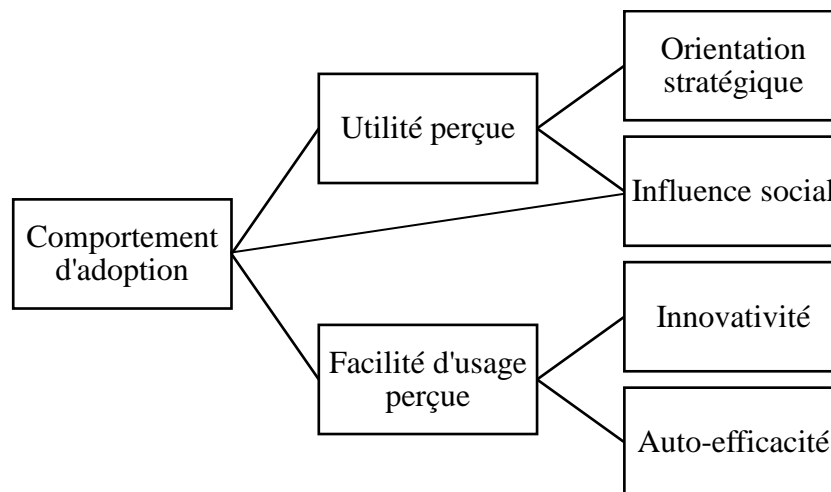 Orientation
stratégique
Utilité perçue
Influence social
Comportement
d'adoption
Innovativité
Facilité d'usage
perçue
Auto-efficacité